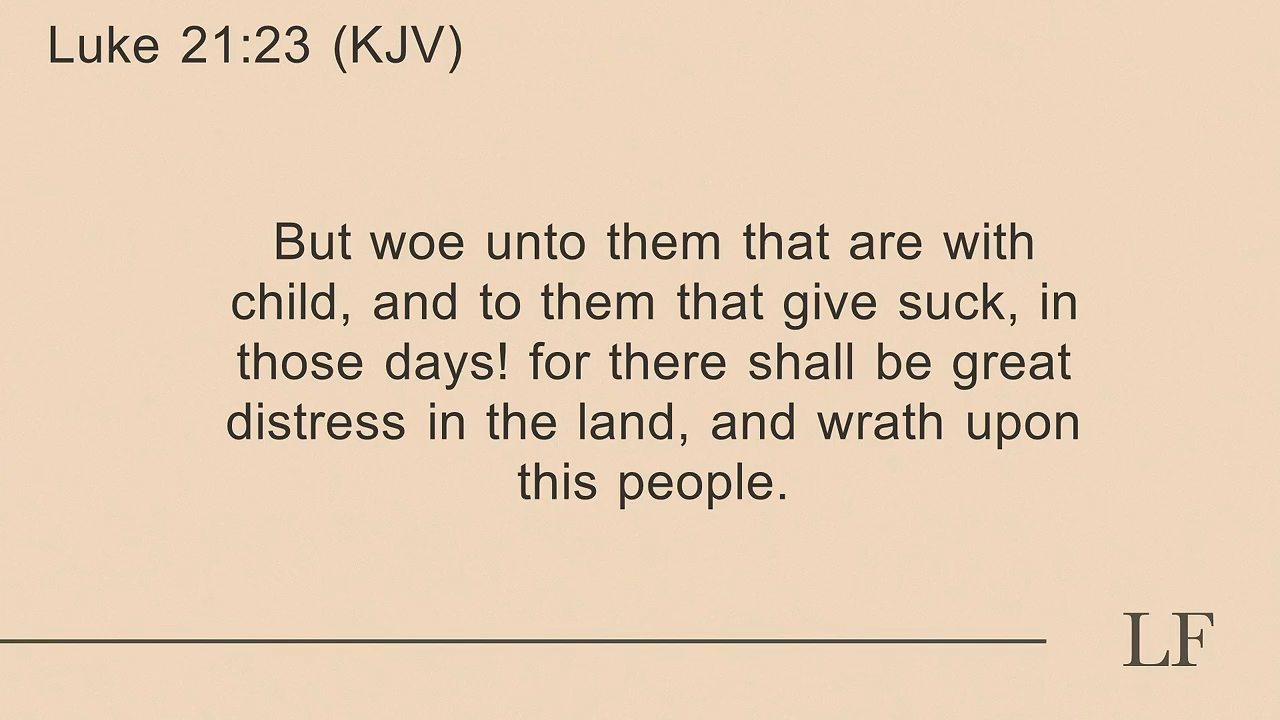 Luke 21:23 (KJV)
But woe unto them that are with
child, and to them that give suck, in
those days! for there shall be great
distress in the land, and wrath upon
this people.
LF